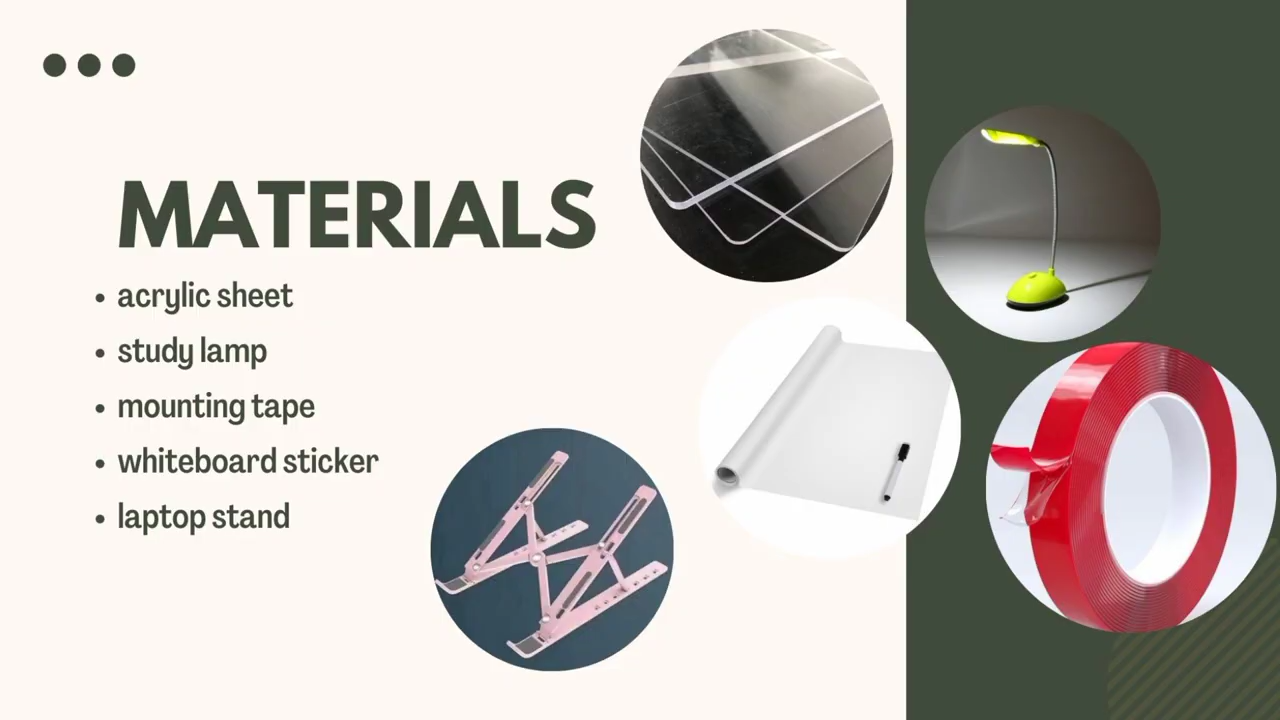 MATERIALS
acrylic sheet
study lamp
mounting tape
whiteboard sticker
laptop stand